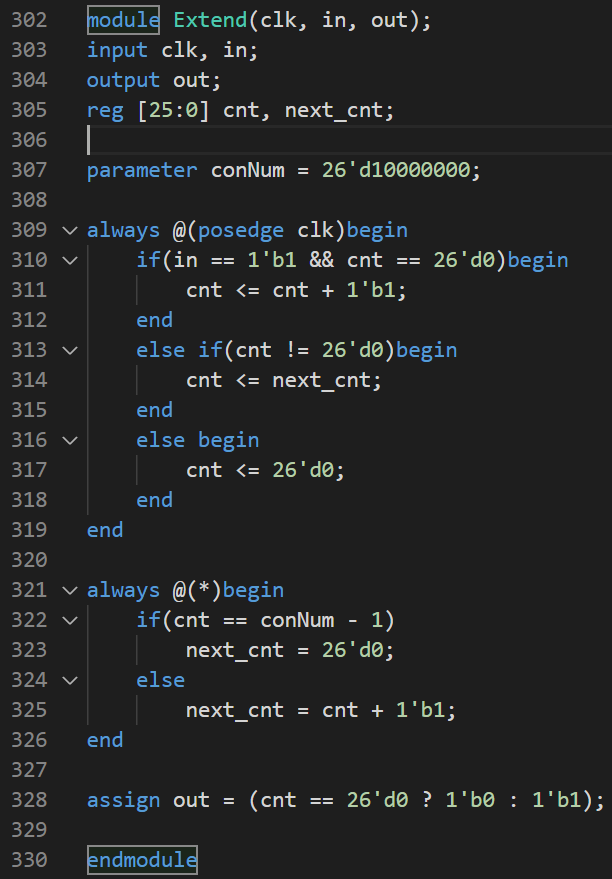 302 module Extend(clk, in, out);
303 input clk, in;
304 output out;
305 reg [25:0] cnt, next_cnt;
306
307 parameter conNum = 26'd10000000;
308
309 always @(posedge clk)begin
310     if(in == 1'b1 && cnt == 26'd0)begin
311         cnt <= cnt + 1'b1;
312     end
313     else if(cnt != 26'd0)begin
314         cnt <= next_cnt;
315     end
316     else begin
317         cnt <= 26'd0;
318     end
319 end
320
321 always @(*)begin
322     if(cnt == conNum - 1)
323         next_cnt = 26'd0;
324     else
325         next_cnt = cnt + 1'b1;
326 end
327
328 assign out = (cnt == 26'd0 ? 1'b0 : 1'b1);
329
330 endmodule